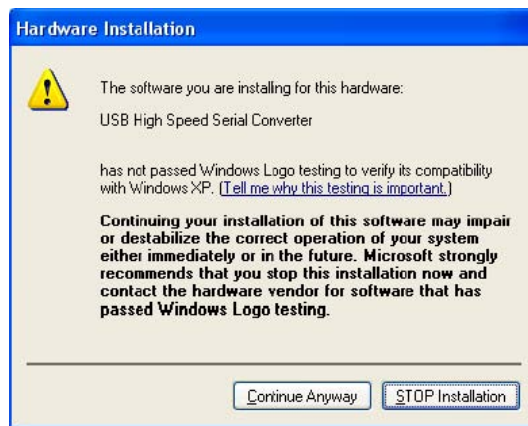 Hardware Installation
The software you are installing for this hardware:
USB High Speed Serial Converter
has not passed Windows Logo testing to verify its compatibility
with Windows XP. (Tell me why this testing is important.)
Continuing your installation of this software may impair
or destabilize the correct operation of your system
either immediately or in the future. Microsoft strongly
recommends that you stop this installation now and
contact the hardware vendor for software that has
passed Windows Logo testing.
Continue Anyway
STOP Installation